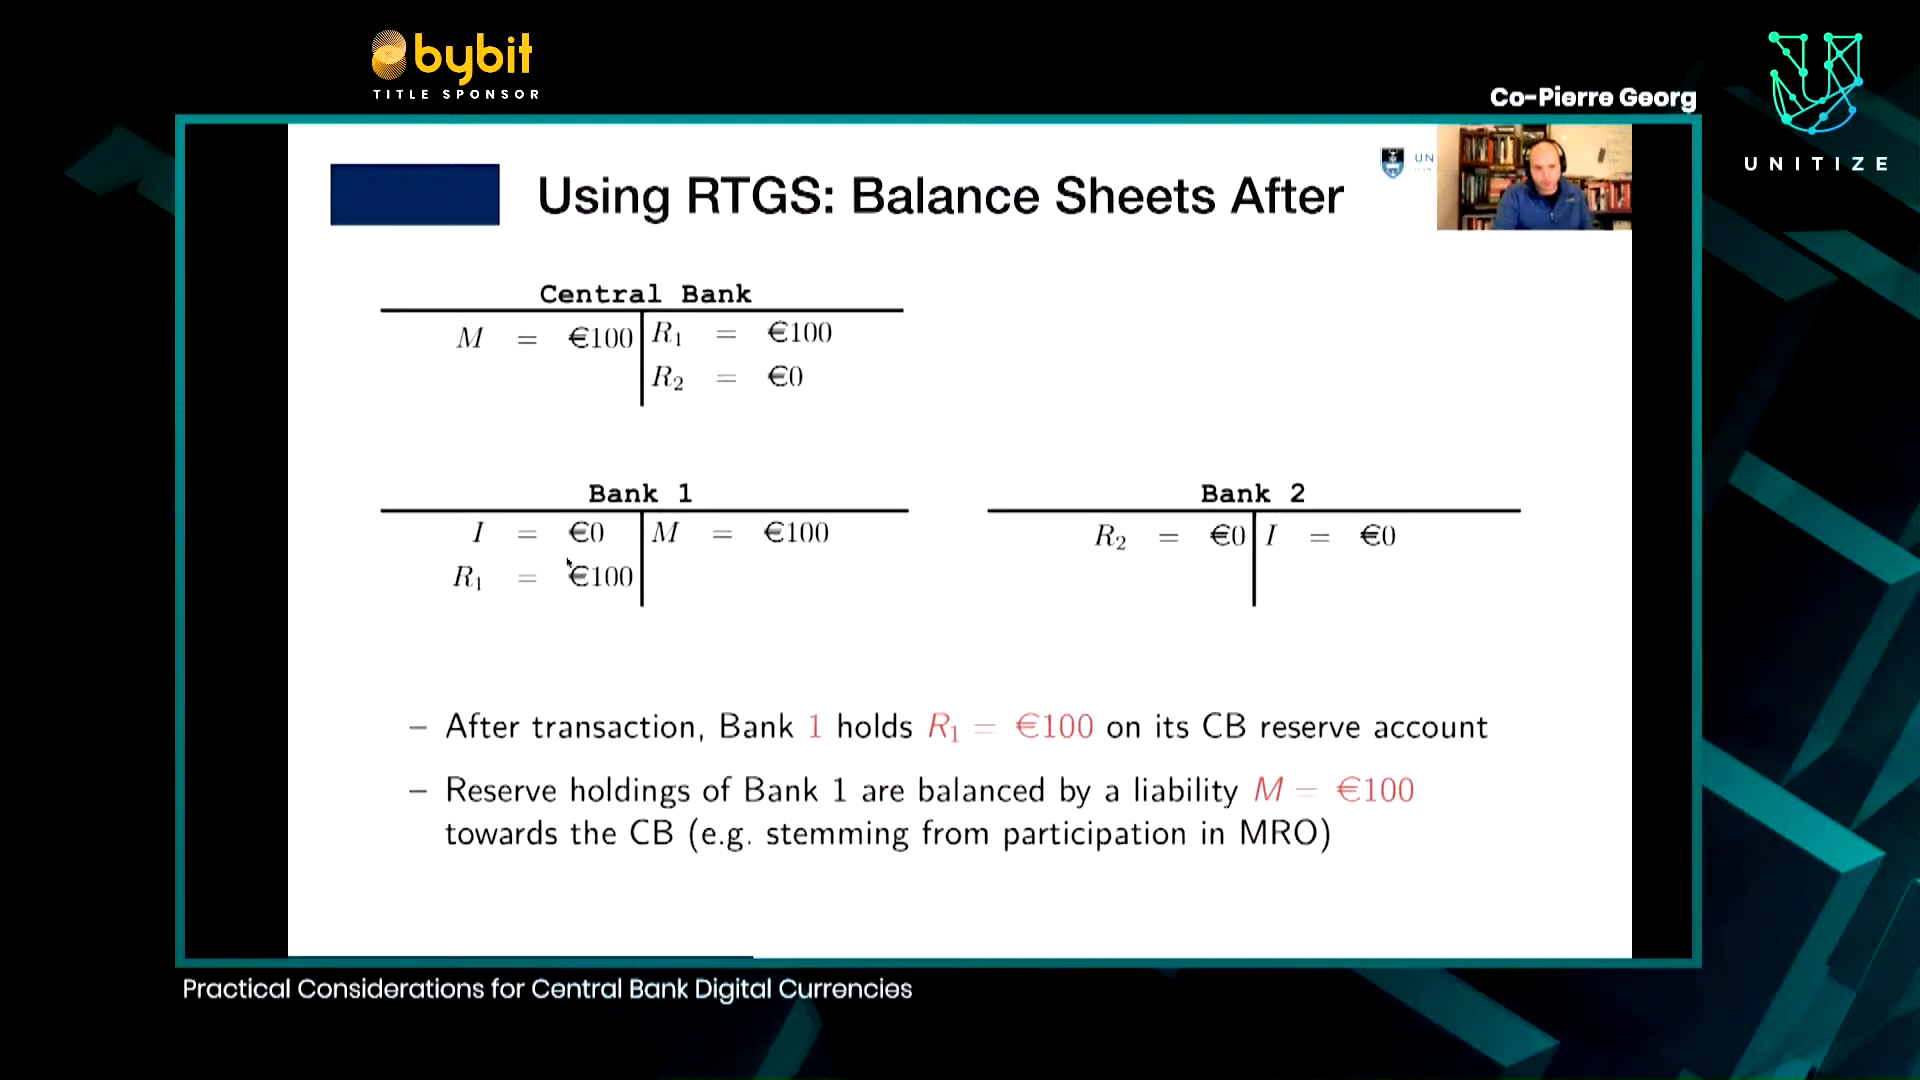 bybit
TITLE SPONSOR
Co-Pierre Georg
UNITIZE
Using RTGS: Balance Sheets After
UN
Central Bank
M = €100 R₁ = €100
R₂ = €0
Bank 1
I = €0 M = €100
R₁ = €100
Bank 2
R₂ = €0 I = €0
– After transaction, Bank 1 holds R₁ = €100 on its CB reserve account
– Reserve holdings of Bank 1 are balanced by a liability M = €100
towards the CB (e.g. stemming from participation in MRO)
Practical Considerations for Central Bank Digital Currencies